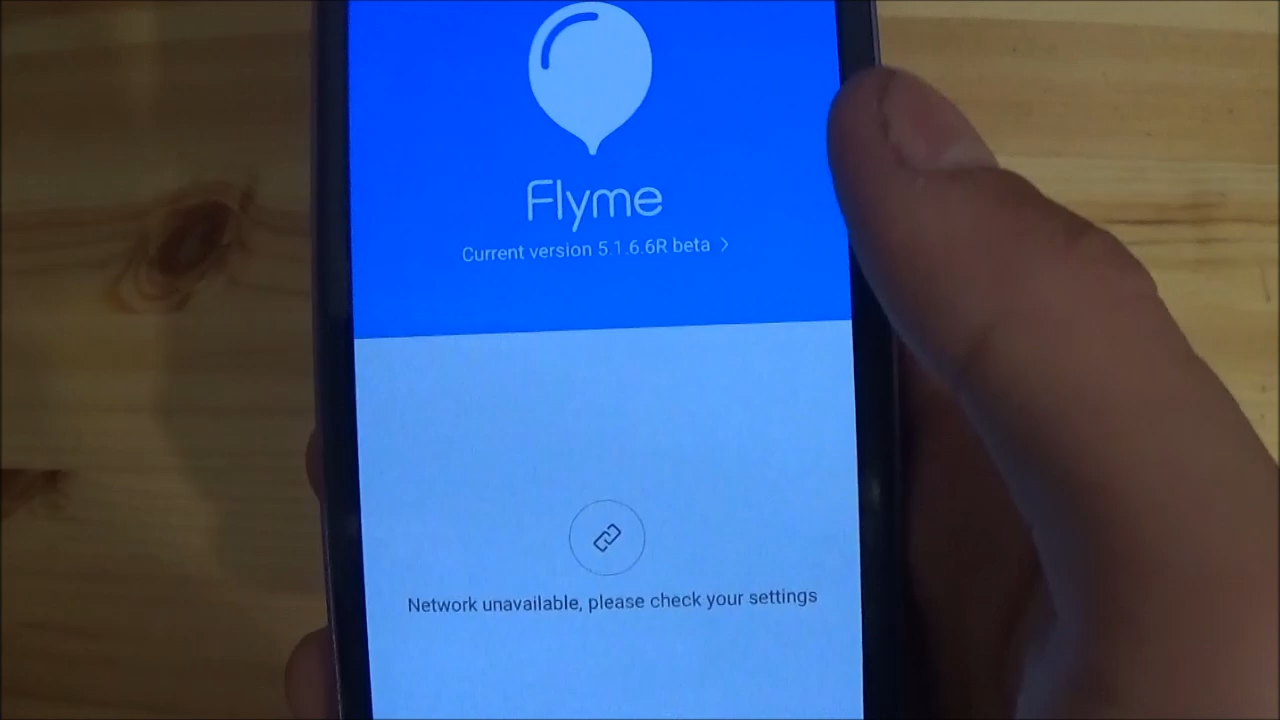 Flyme
Current version 5.1.6.6R beta
Network unavailable, please check your settings